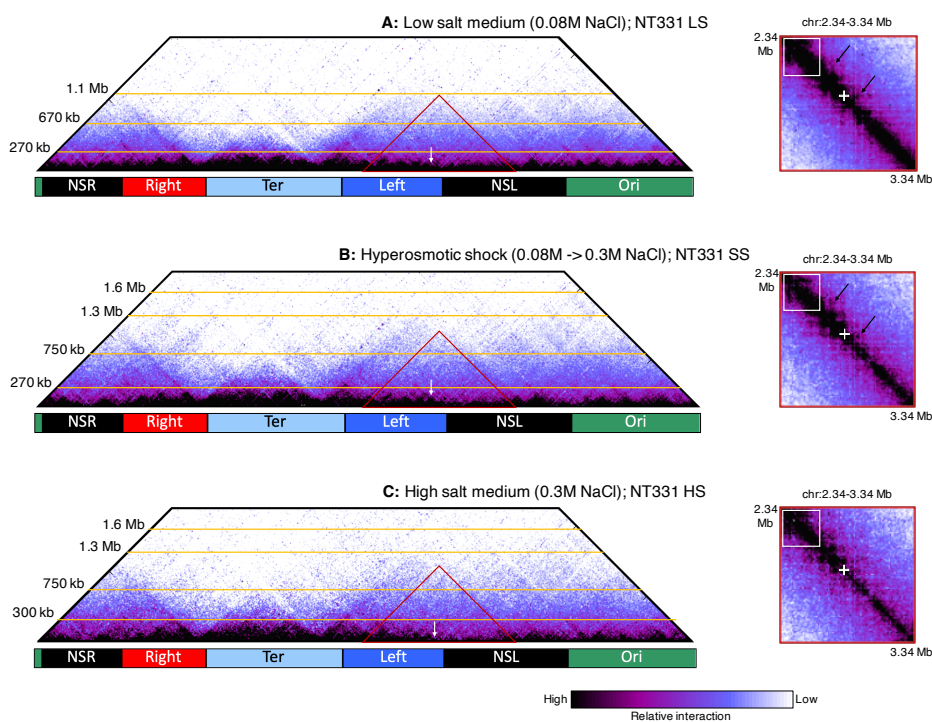 A: Low salt medium (0.08M NaCl); NT331 LS
chr:2.34-3.34 Mb
2.34
Mb
1.1 Mb
670 kb
270 kb
3.34 Mb
NSR Right Ter Left NSL Ori
B: Hyperosmotic shock (0.08M -> 0.3M NaCl); NT331 SS
chr:2.34-3.34 Mb
2.34
Mb
1.6 Mb
1.3 Mb
750 kb
270 kb
3.34 Mb
NSR Right Ter Left NSL Ori
C: High salt medium (0.3M NaCl); NT331 HS
chr:2.34-3.34 Mb
2.34
Mb
1.6 Mb
1.3 Mb
750 kb
300 kb
3.34 Mb
NSR Right Ter Left NSL Ori
High Low
Relative interaction